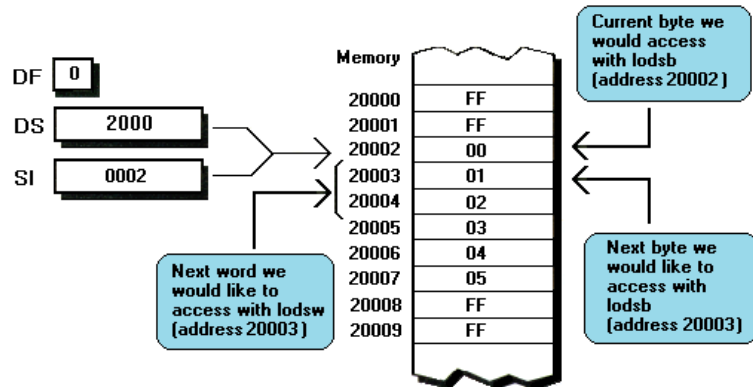 Current byte we
would access
with lodsb
(address 20002)
Memory
DF 0
DS 2000
SI 0002
20000 FF
20001 FF
20002 00
20003 01
20004 02
20005 03
20006 04
20007 05
20008 FF
20009 FF
Next word we
would like to
access with lodsw
(address 20003)
Next byte we
would like to
access with
lodsb
(address 20003)